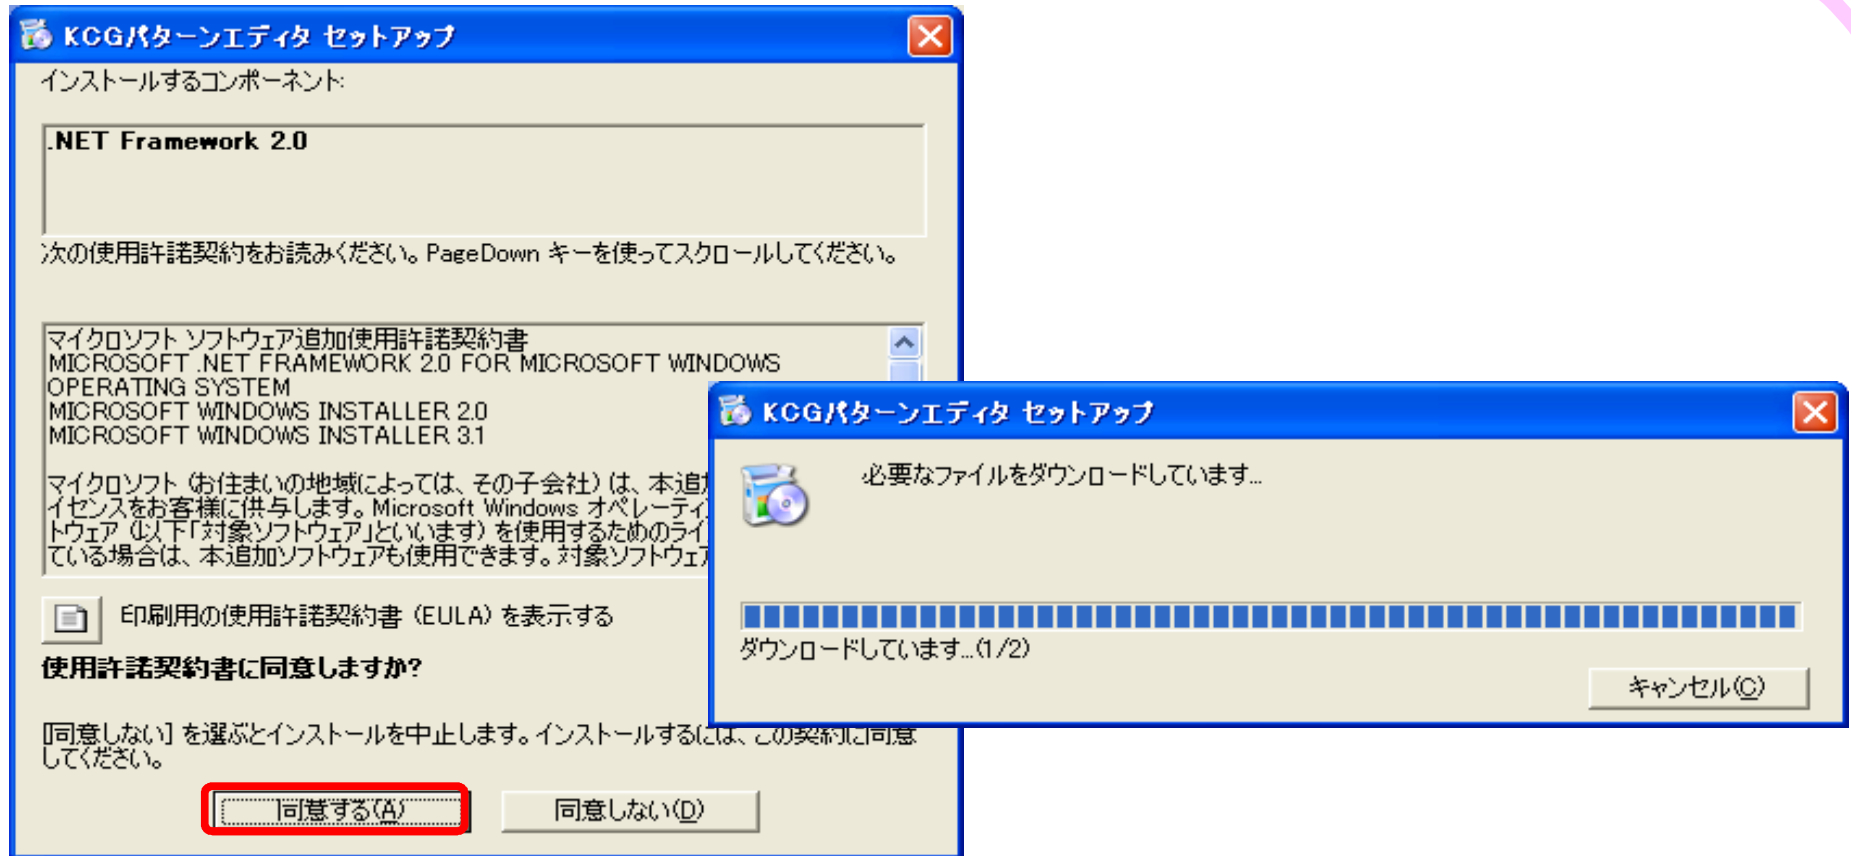 KCGパターンエディタ セットアップ
インストールするコンポーネント:
.NET Framework 2.0
次の使用許諾契約をお読みください。PageDown キーを使ってスクロールしてください。
マイクロソフト ソフトウェア追加使用許諾契約書
MICROSOFT .NET FRAMEWORK 2.0 FOR MICROSOFT WINDOWS
OPERATING SYSTEM
MICROSOFT WINDOWS INSTALLER 2.0
MICROSOFT WINDOWS INSTALLER 3.1
マイクロソフト (お住まいの地域によっては、その子会社) は、本追
イセンスをお客様に供与します。Microsoft Windows オペレーティ
トウェア (以下「対象ソフトウェア」といいます) を使用するためのライ
ている場合は、本追加ソフトウェアも使用できます。対象ソフトウェ
印刷用の使用許諾契約書 (EULA) を表示する
使用許諾契約書に同意しますか?
[同意しない] を選ぶとインストールを中止します。インストールするには、この契約に同意
してください。
同意する(A)
同意しない(D)
KCGパターンエディタ セットアップ
必要なファイルをダウンロードしています...
ダウンロードしています...(1/2)
キャンセル(C)